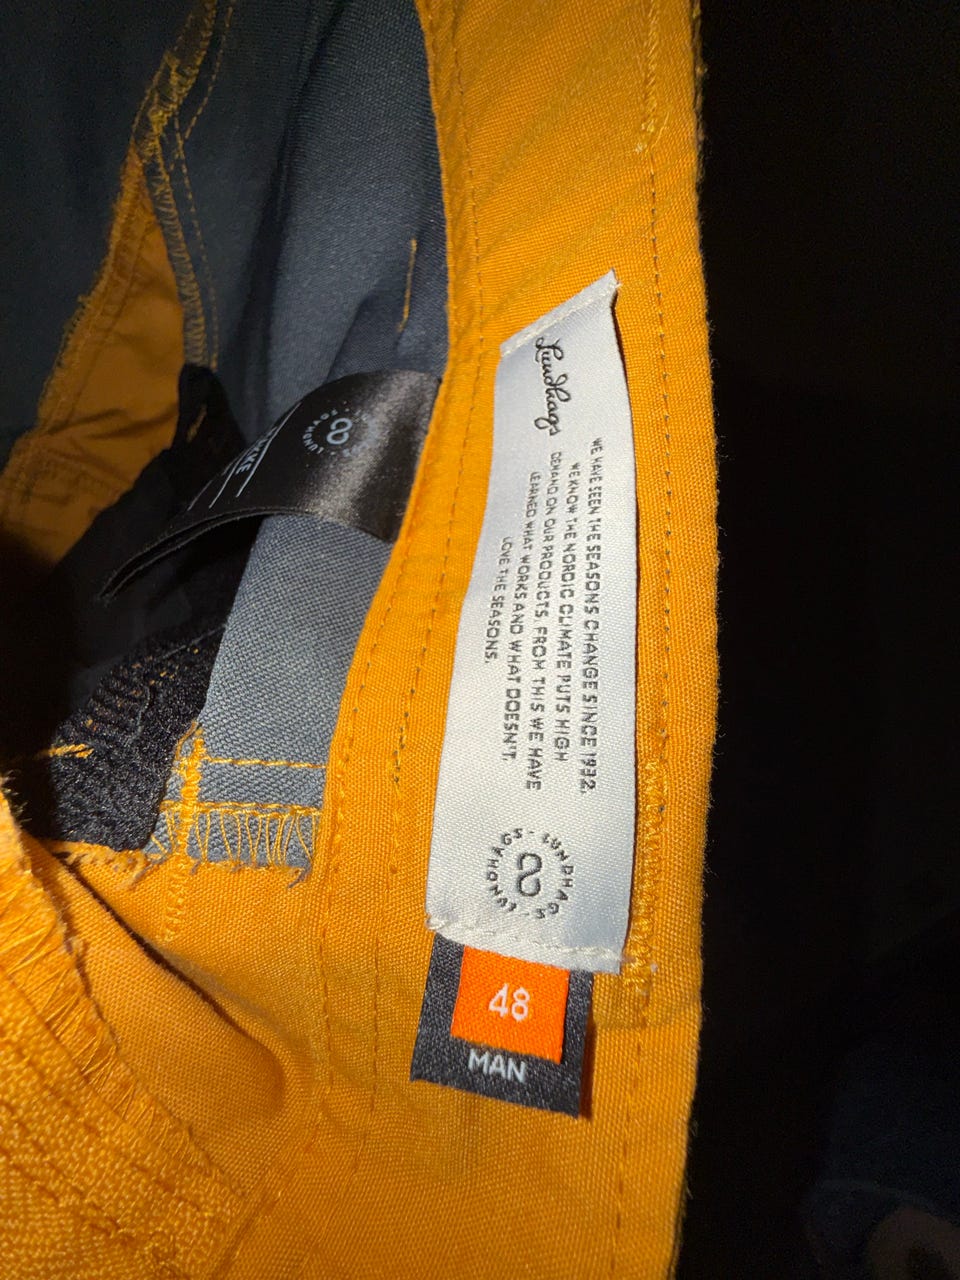 Lundhags
WE HAVE SEEN THE SEASONS CHANGE SINCE 1932.
WE KNOW THE NORDIC CLIMATE PUTS HIGH
DEMAND ON OUR PRODUCTS. FROM THIS WE HAVE
LEARNED WHAT WORKS AND WHAT DOESN'T.
LOVE THE SEASONS.
LUNDHAGS · LUNDHAGS ·
48
MAN